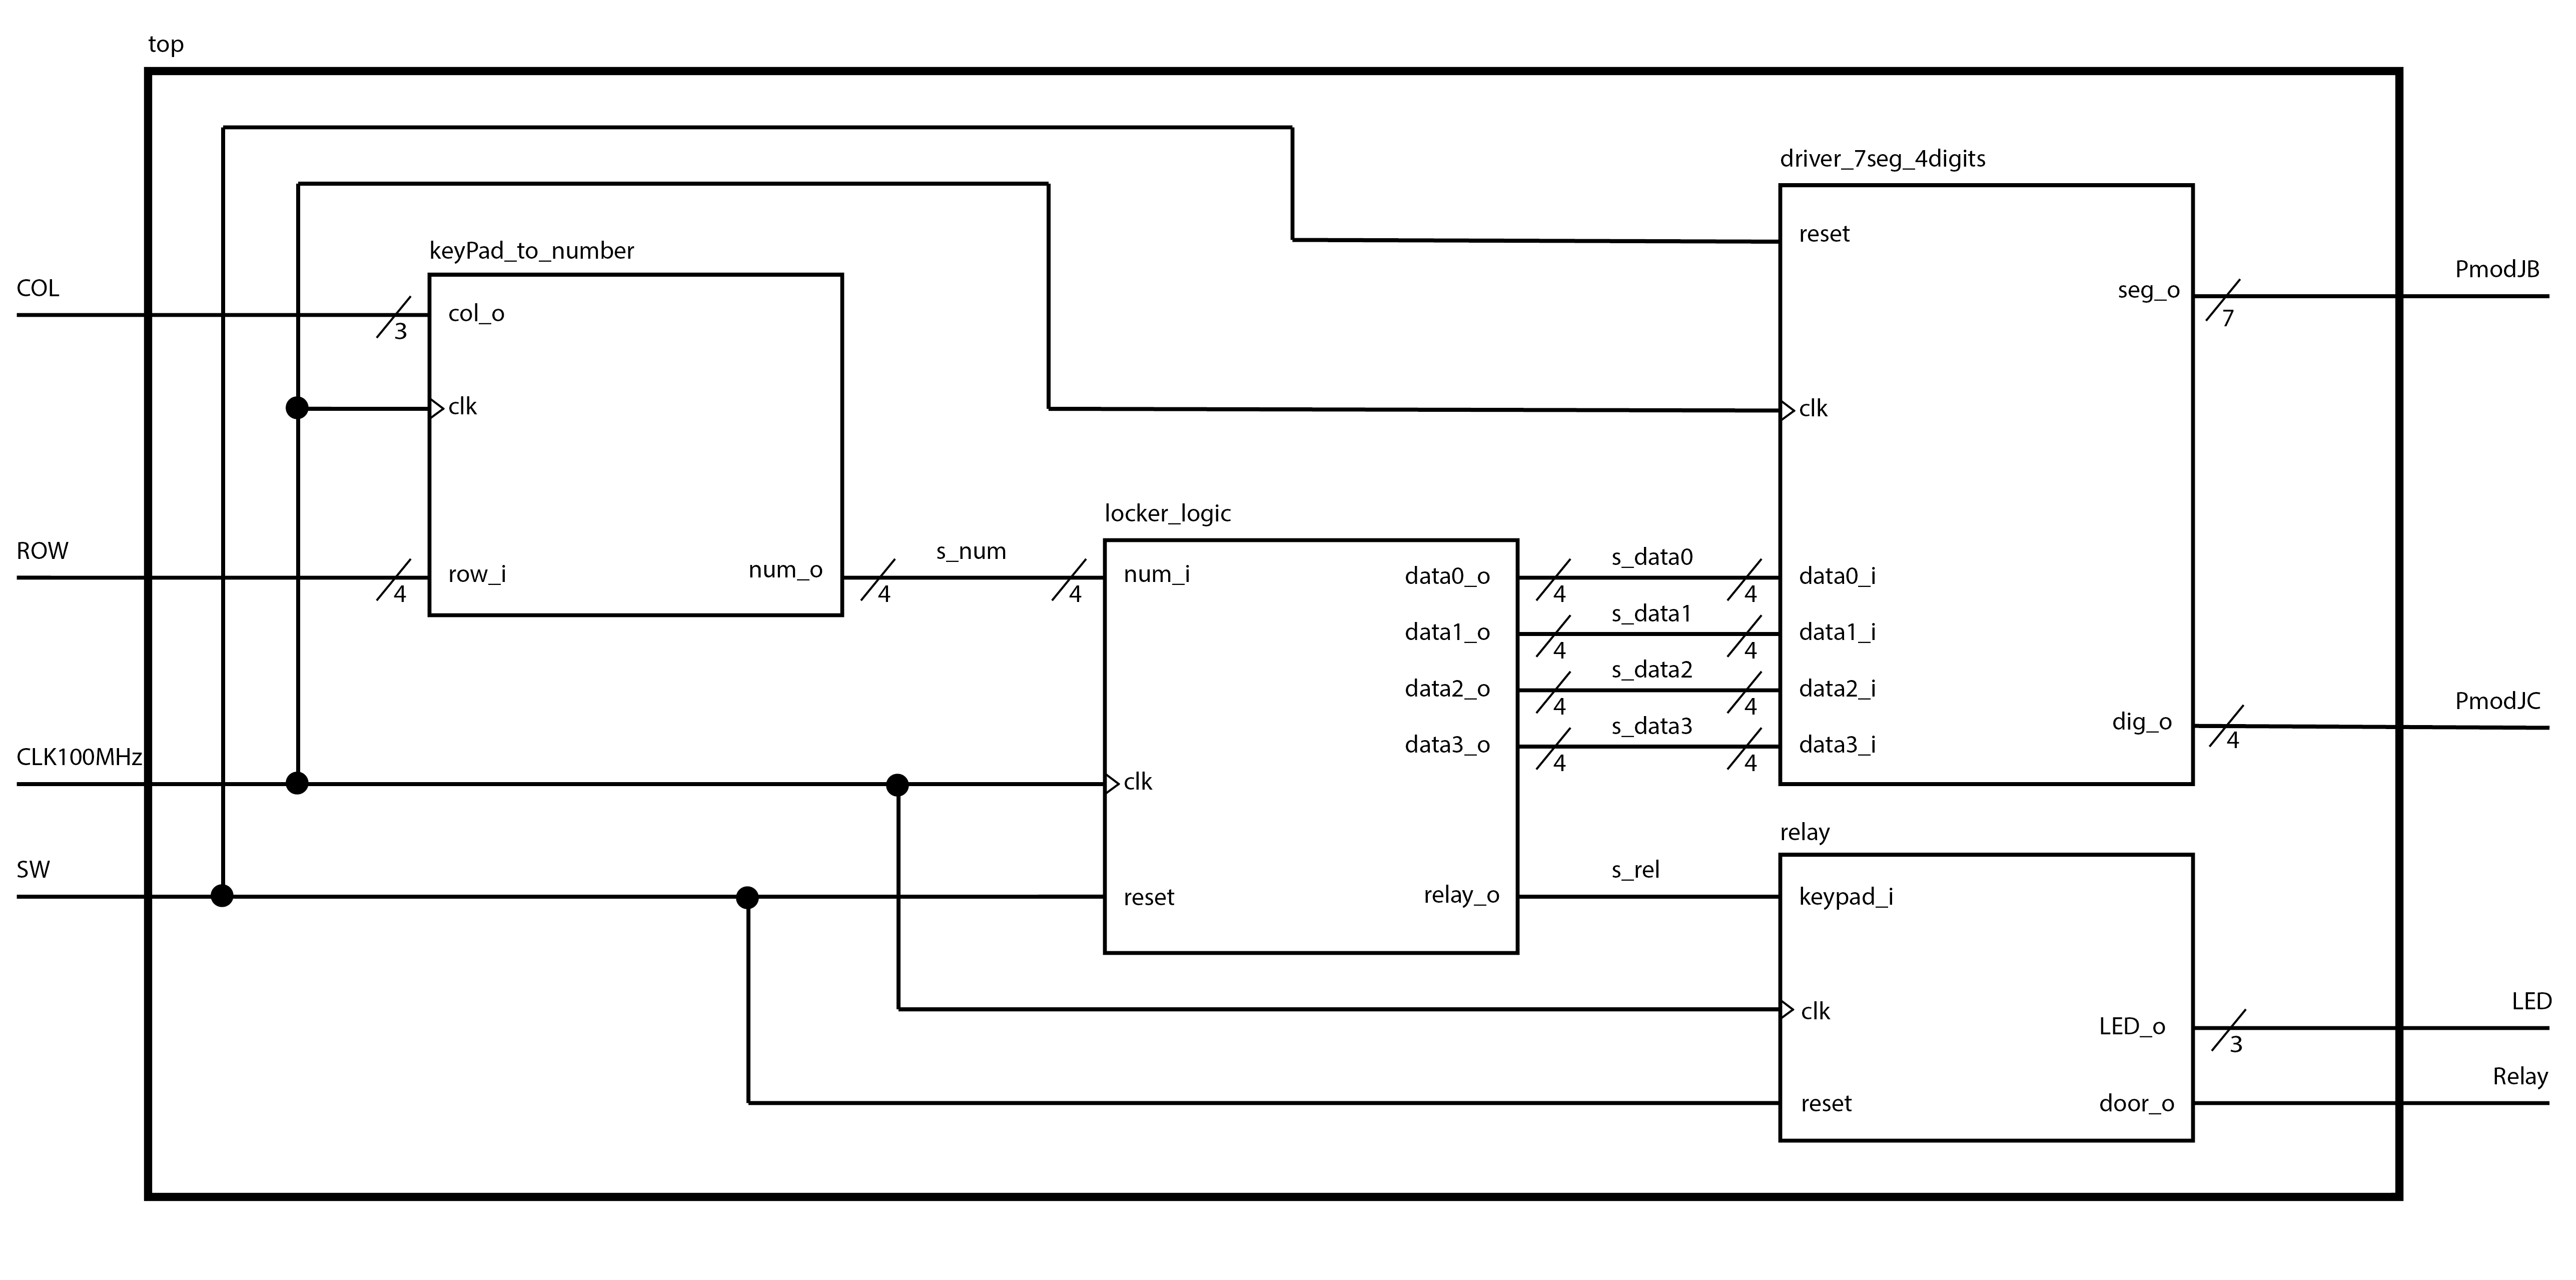 top
driver_7seg_4digits
reset
keyPad_to_number
PmodJB
COL
seg_o
col_o
7
3
clk
clk
locker_logic
ROW
s_num
s_data0
row_i
num_o
num_i
data0_o
data0_i
4
4
4
4
4
s_data1
data1_o
data1_i
4
4
s_data2
data2_o
data2_i
PmodJC
4
4
dig_o
s_data3
data3_o
data3_i
4
4
4
CLK100MHz
clk
relay
SW
s_rel
reset
relay_o
keypad_i
LED
clk
LED_o
3
Relay
reset
door_o